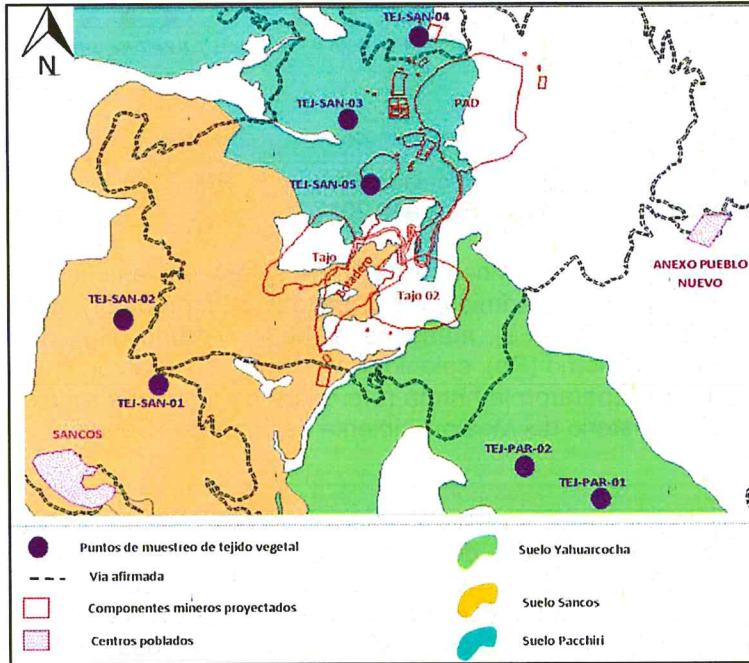 TEJ-SAN-04
N
PAD
TEJ-SAN-03
TEJ-SAN-05
ANEXO PUEBLO
NUEVO
Tajo
Botadero
Tajo 02
TEJ-SAN-02
TEJ-SAN-01
SANCOS
TEJ-PAR-02
TEJ-PAR-01
Puntos de muestreo de tejido vegetal
Via afirmada
Componentes mineros proyectados
Centros poblados
Suelo Yahuarcocha
Suelo Sancos
Suelo Pacchiri